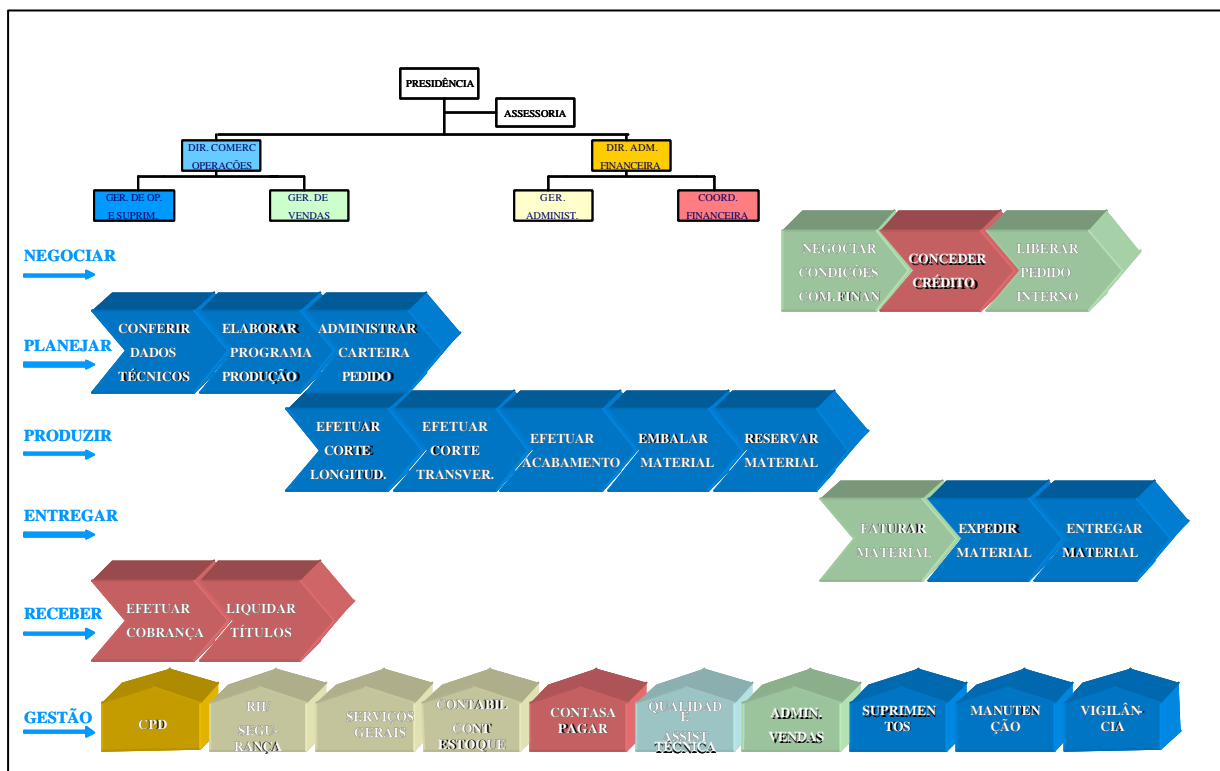 PRESIDÊNCIA
ASSESSORIA
DIR. COMERC
OPERAÇÕES
DIR. ADM.
FINANCEIRA
GER. DE OP.
E SUPRIM.
GER. DE
VENDAS
GER.
ADMINIST.
COORD.
FINANCEIRA
NEGOCIAR
NEGOCIAR
CONDIÇÕES
COM.FINAN
CONCEDER
CRÉDITO
LIBERAR
PEDIDO
INTERNO
PLANEJAR
CONFERIR
DADOS
TÉCNICOS
ELABORAR
PROGRAMA
PRODUÇÃO
ADMINISTRAR
CARTEIRA
PEDIDO
PRODUZIR
EFETUAR
CORTE
LONGITUD.
EFETUAR
CORTE
TRANSVER.
EFETUAR
ACABAMENTO
EMBALAR
MATERIAL
RESERVAR
MATERIAL
ENTREGAR
FATURAR
MATERIAL
EXPEDIR
MATERIAL
ENTREGAR
MATERIAL
RECEBER
EFETUAR
COBRANÇA
LIQUIDAR
TÍTULOS
GESTÃO
CPD
RH/
SEGU-
RANÇA
SERVIÇOS
GERAIS
CONTÁBIL
CONT
ESTOQUE
CONTASA
PAGAR
QUALIDAD
E
ASSIST.
TÉCNICA
ADMIN.
VENDAS
SUPRIMEN
TOS
MANUTEN
ÇÃO
VIGILÂN-
CIA